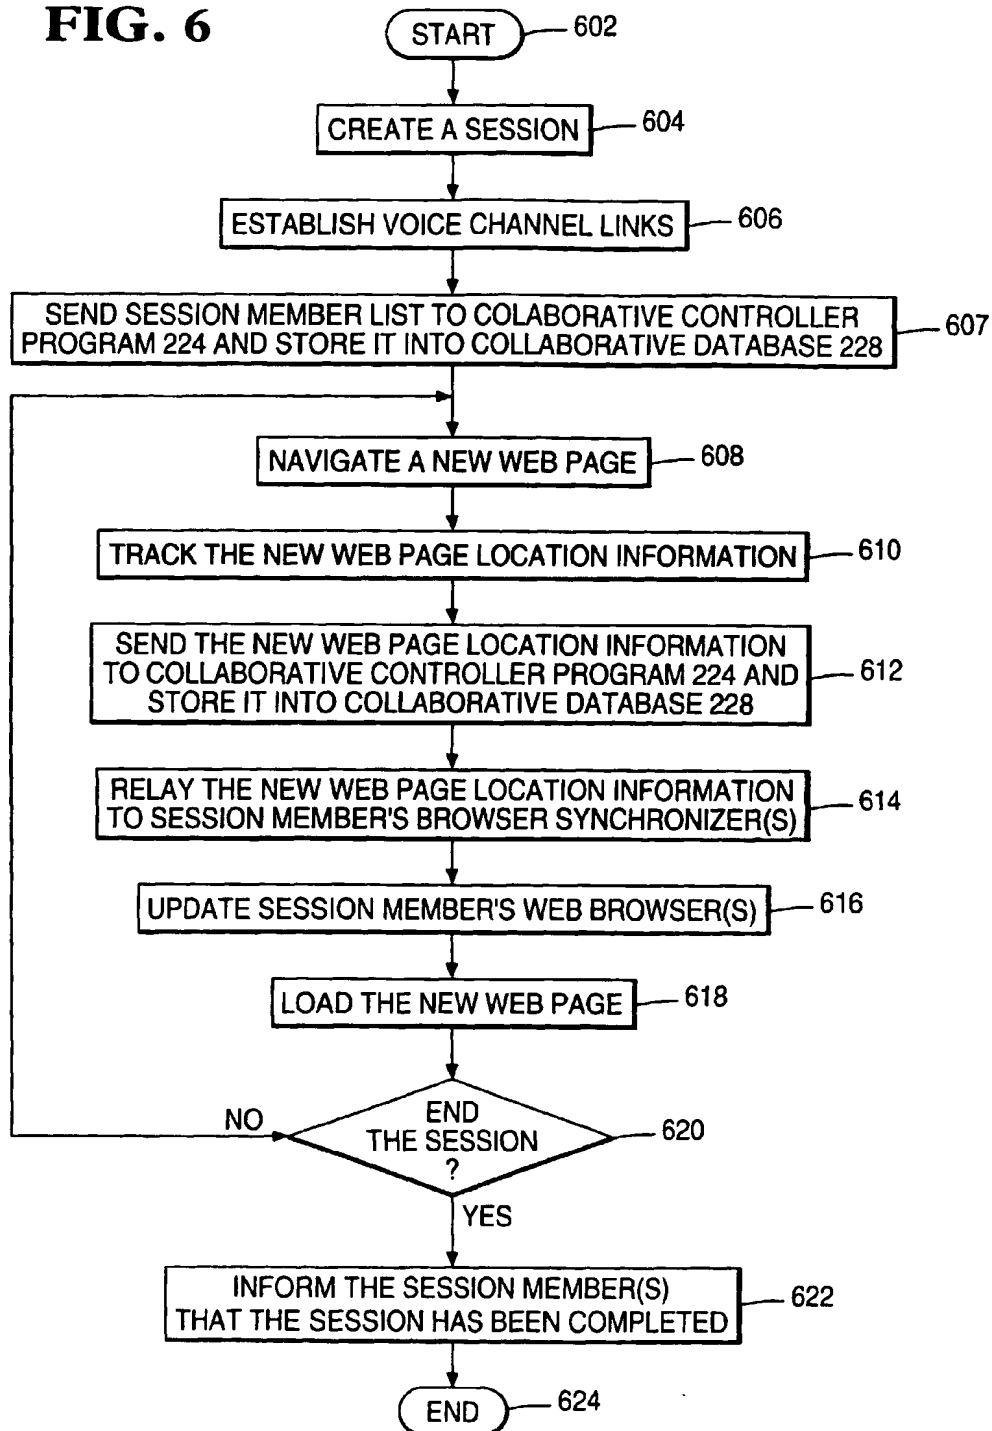 FIG. 6
START
602
CREATE A SESSION
604
ESTABLISH VOICE CHANNEL LINKS
606
SEND SESSION MEMBER LIST TO COLABORATIVE CONTROLLER
PROGRAM 224 AND STORE IT INTO COLLABORATIVE DATABASE 228
607
NAVIGATE A NEW WEB PAGE
608
TRACK THE NEW WEB PAGE LOCATION INFORMATION
610
SEND THE NEW WEB PAGE LOCATION INFORMATION
TO COLLABORATIVE CONTROLLER PROGRAM 224 AND
STORE IT INTO COLLABORATIVE DATABASE 228
612
RELAY THE NEW WEB PAGE LOCATION INFORMATION
TO SESSION MEMBER'S BROWSER SYNCHRONIZER(S)
614
UPDATE SESSION MEMBER'S WEB BROWSER(S)
616
LOAD THE NEW WEB PAGE
618
END
THE SESSION
?
620
NO
YES
INFORM THE SESSION MEMBER(S)
THAT THE SESSION HAS BEEN COMPLETED
622
END
624